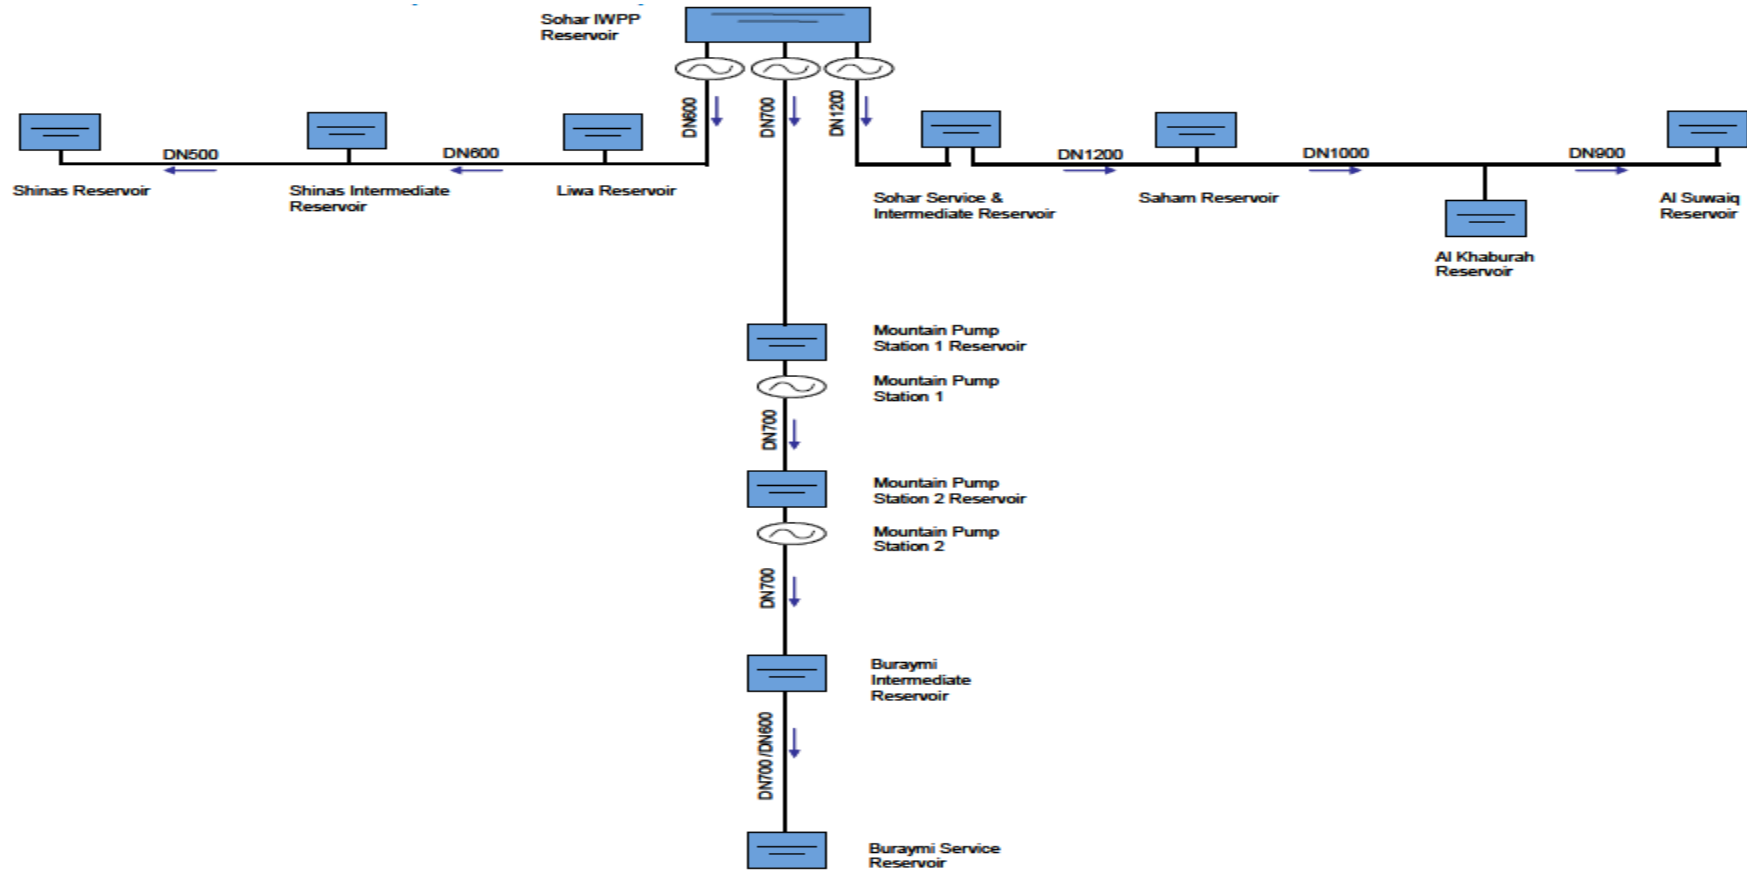 Sohar IWPP
Reservoir
DN600
DN700
DN1200
DN500
DN600
DN1200
DN1000
DN900
Shinas Reservoir
Shinas Intermediate
Reservoir
Liwa Reservoir
Sohar Service &
Intermediate Reservoir
Saham Reservoir
Al Suwaiq
Reservoir
Al Khaburah
Reservoir
Mountain Pump
Station 1 Reservoir
Mountain Pump
Station 1
DN700
Mountain Pump
Station 2 Reservoir
Mountain Pump
Station 2
DN700
Buraymi
Intermediate
Reservoir
DN700/DN600
Buraymi Service
Reservoir